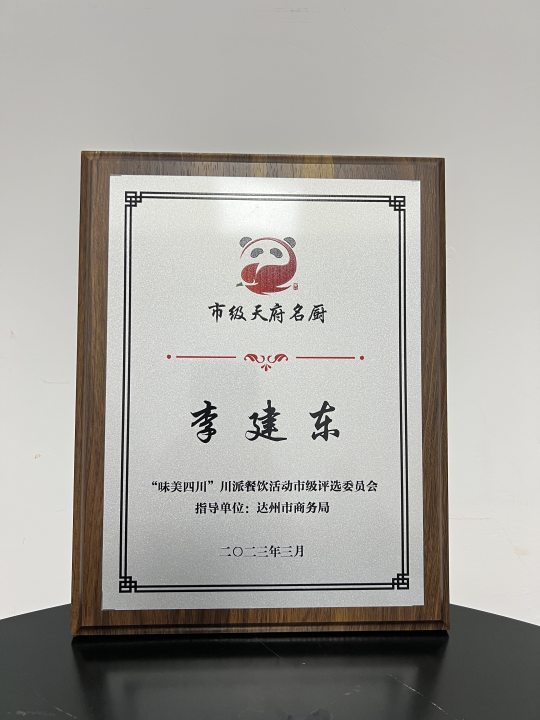 市级天府名厨
李建东
“味美四川”川派餐饮活动市级评选委员会
指导单位：达州市商务局
二〇二三年三月